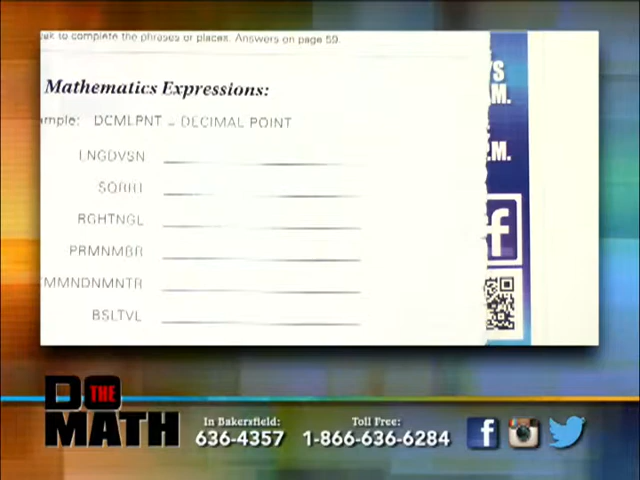 to complete the phrases or places. Answers on page 59.
Mathematics Expressions:
DCMLPNT = DECIMAL POINT
LNGDVSN
SQRRT
RGHTNGL
PRMNMBR
MMNDNMNTR
BSLTVL
M.
.M.
f
DO THE MATH
In Bakersfield:
636-4357
Toll Free:
1-866-636-6284
f